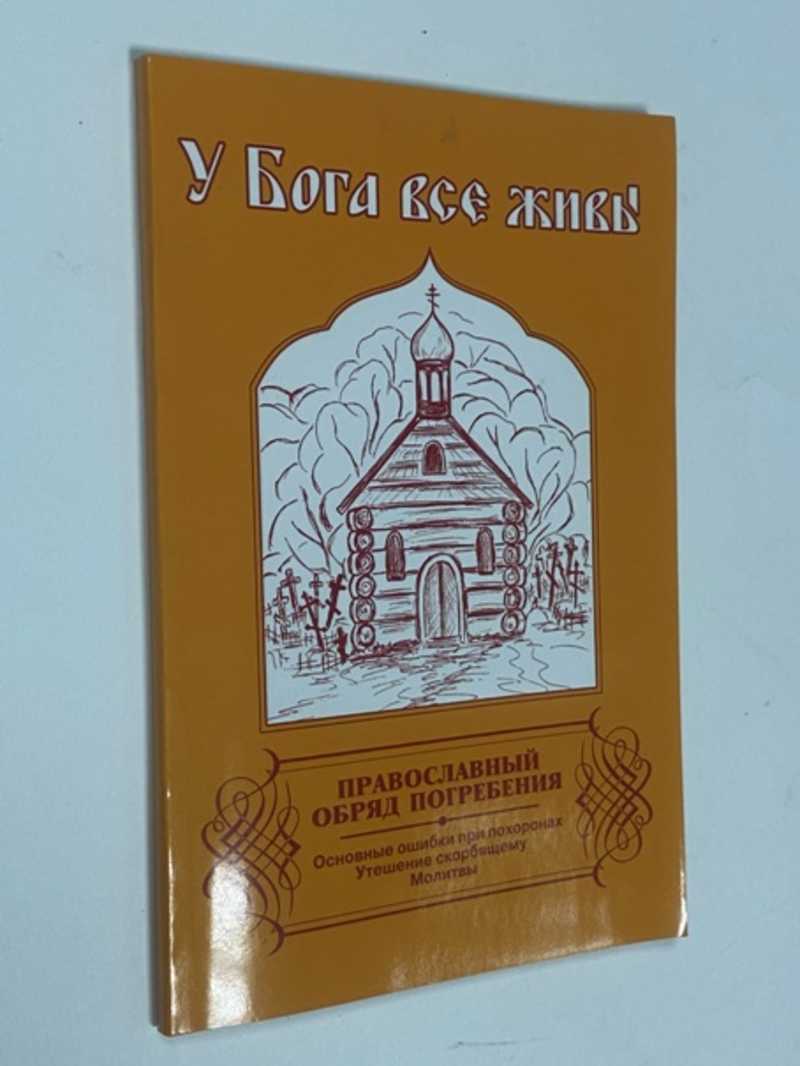 У Бога все живы
ПРАВОСЛАВНЫЙ
ОБРЯД ПОГРЕБЕНИЯ
Основные ошибки при похоронах
Утешение скорбящему
Молитвы